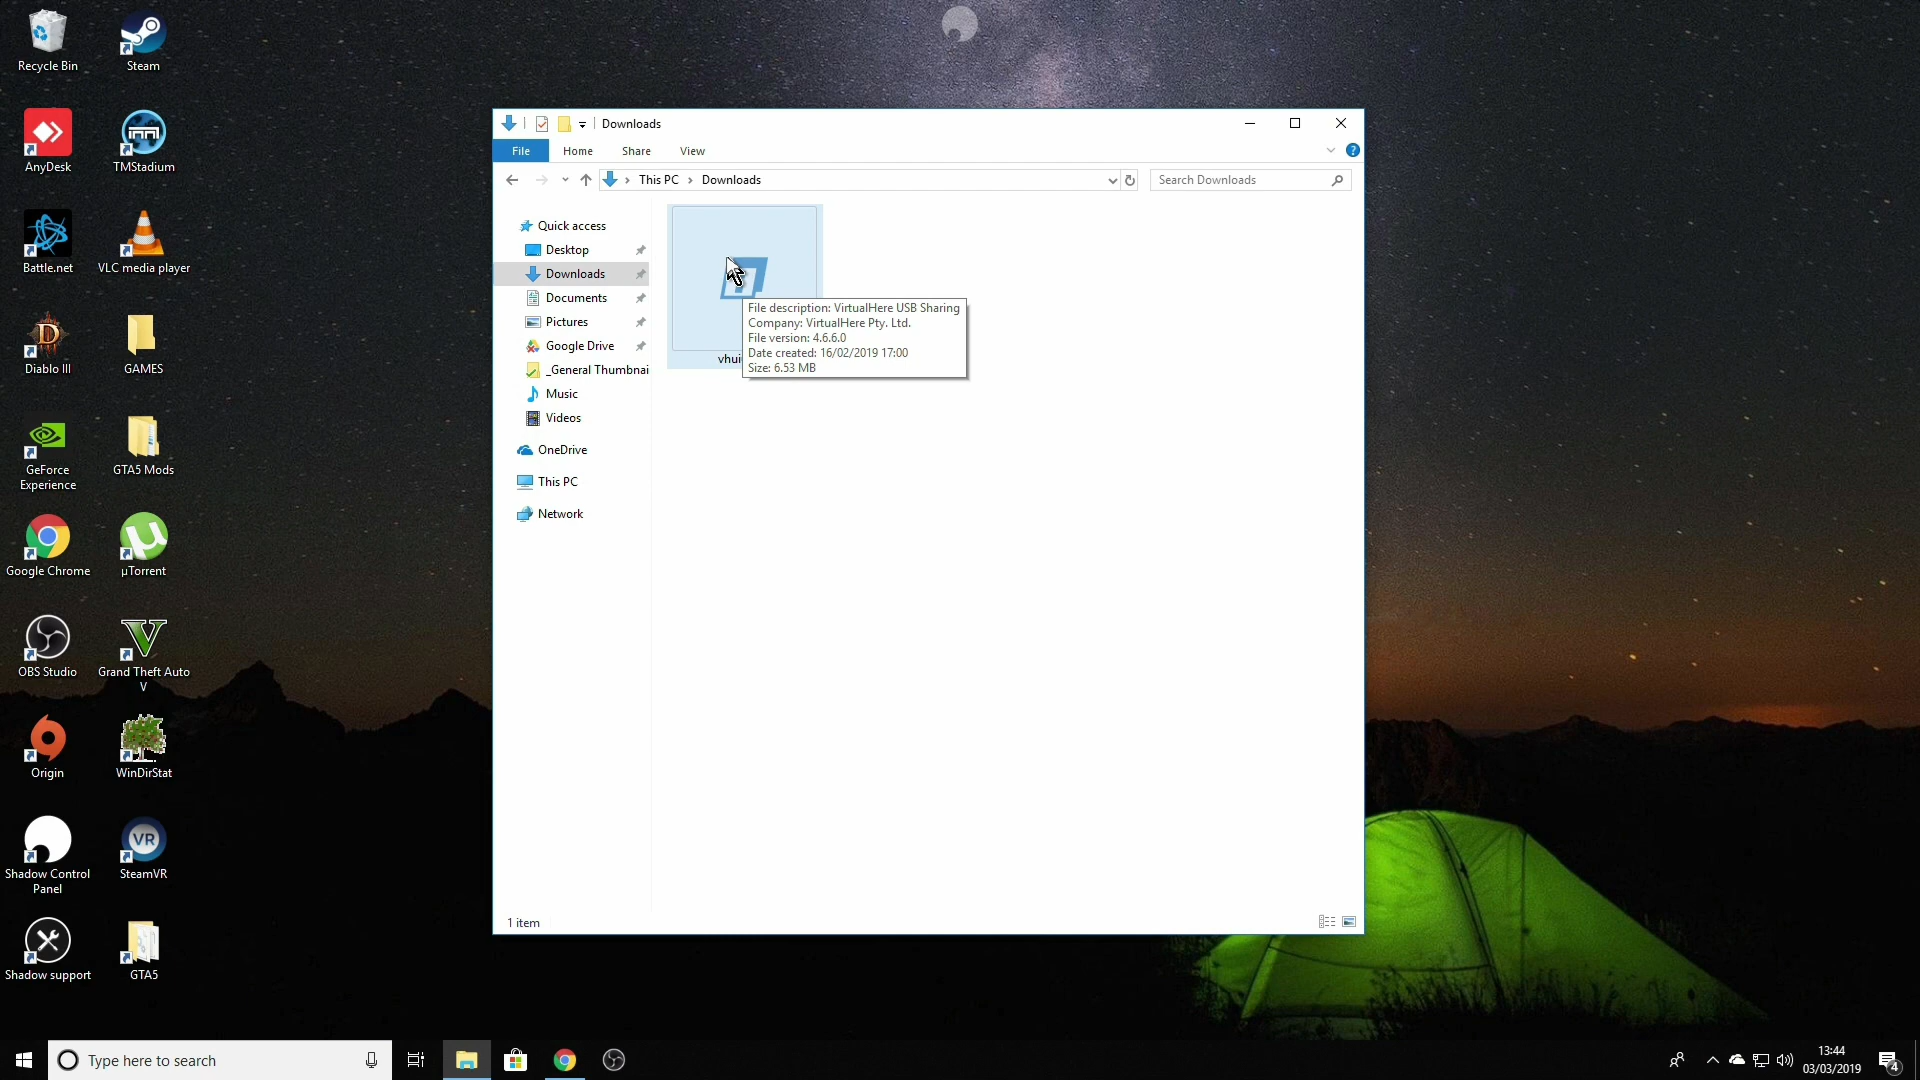 Recycle Bin
Steam
AnyDesk
TMStadium
Battle.net
VLC media player
Diablo III
GAMES
GeForce
Experience
GTA5 Mods
Google Chrome
µTorrent
OBS Studio
Grand Theft Auto
V
Origin
WinDirStat
Shadow Control
Panel
VR
SteamVR
Shadow support
GTA5
Downloads
File
Home
Share
View
?
This PC
Downloads
Search Downloads
Quick access
Desktop
Downloads
Documents
Pictures
Google Drive
_General Thumbnai
Music
Videos
OneDrive
This PC
Network
File description: VirtualHere USB Sharing
Company: VirtualHere Pty. Ltd.
File version: 4.6.6.0
Date created: 16/02/2019 17:00
Size: 6.53 MB
1 item
Type here to search
13:44
03/03/2019
4